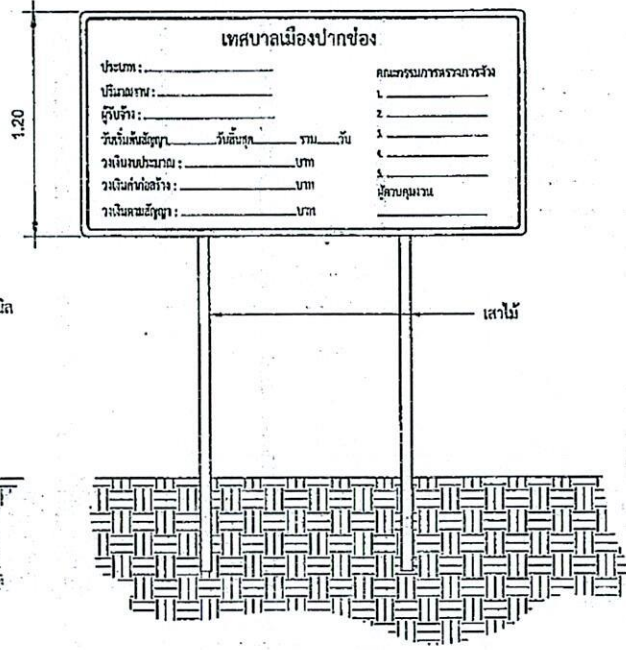 เทศบาลเมืองปากช่อง
ประเภท :
ปริมาณงาน :
ผู้รับจ้าง :
วันเริ่มต้นสัญญา วันสิ้นสุด รวม วัน
วงเงินงบประมาณ : บาท
วงเงินค่าก่อสร้าง : บาท
วงเงินตามสัญญา : บาท
คณะกรรมการตรวจการจ้าง
1.
2.
3.
4.
5.
ผู้ควบคุมงาน
1.20
เสาไม้